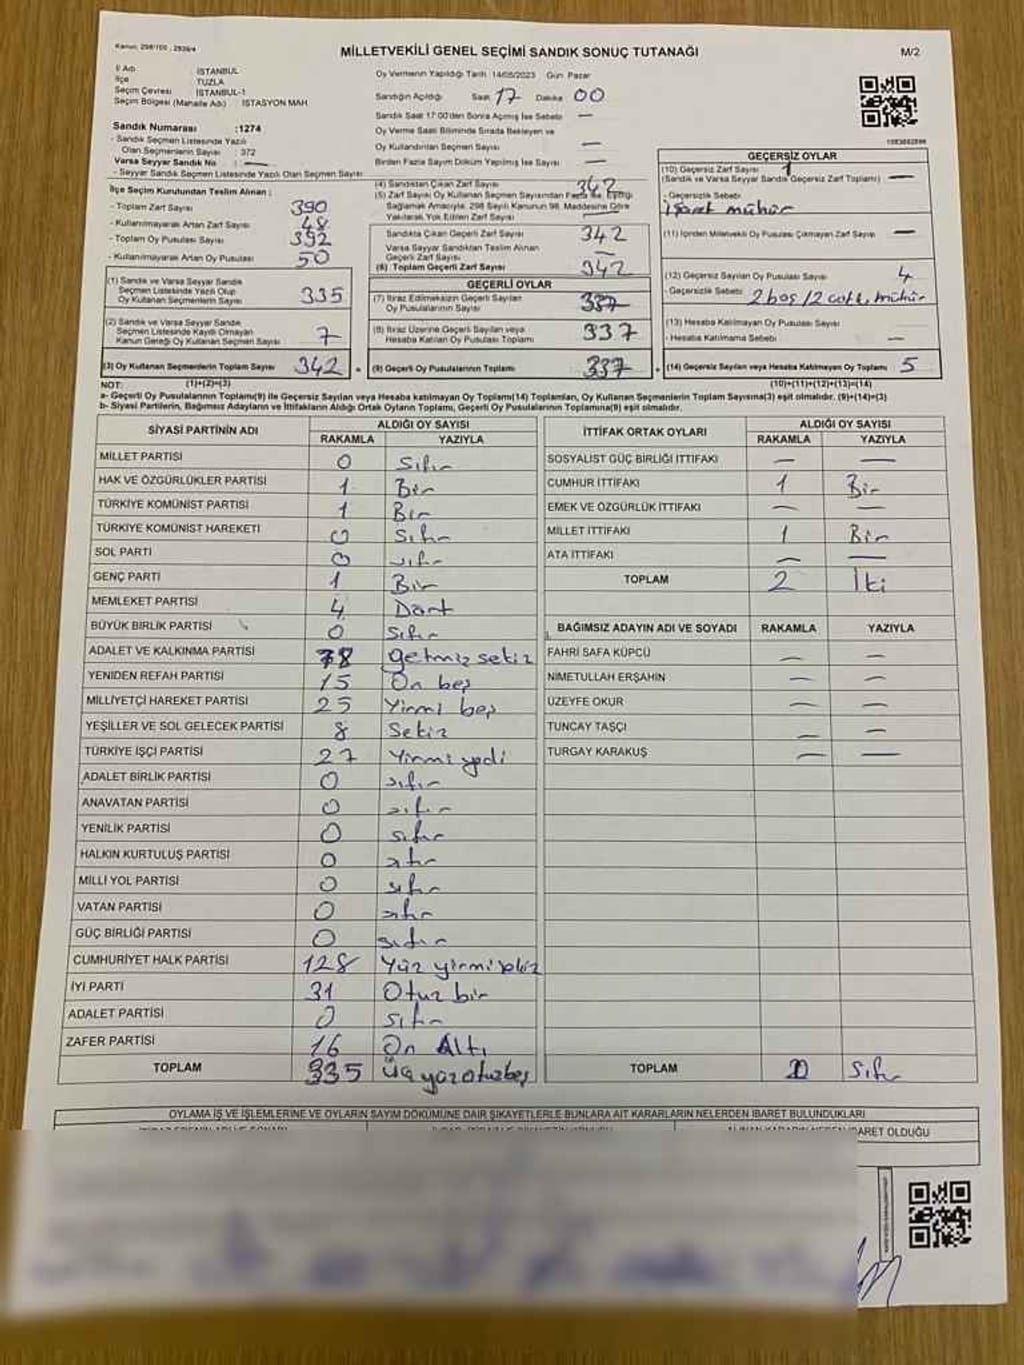 Kanun: 298/100 , 2839/4
MİLLETVEKİLİ GENEL SEÇİMİ SANDIK SONUÇ TUTANAĞI
M/2
İl Adı İSTANBUL
İlçe TUZLA
Seçim Çevresi İSTANBUL-1
Seçim Bölgesi (Mahalle Adı) İSTASYON MAH
Oy Vermenin Yapıldığı Tarih 14/05/2023 Gün Pazar
Sandığın Açıldığı Saat 17 Dakika 00
Sandık Saat 17:00'den Sonra Açılmış İse Sebebi —
Oy Verme Saati Bitiminde Sırada Bekleyen ve
Oy Kullandırılan Seçmen Sayısı —
Birden Fazla Sayım Döküm Yapılmış İse Sayısı —
Sandık Numarası :1274
- Sandık Seçmen Listesinde Yazılı
Olan Seçmenlerin Sayısı : 372
Varsa Seyyar Sandık No : —
- Seyyar Sandık Seçmen Listesinde Yazılı Olan Seçmen Sayısı
İlçe Seçim Kurulundan Teslim Alınan :
- Toplam Zarf Sayısı 390
- Kullanılmayarak Artan Zarf Sayısı 48
- Toplam Oy Pusulası Sayısı 392
- Kullanılmayarak Artan Oy Pusulası 50
(1) Sandık ve Varsa Seyyar Sandık
Seçmen Listesinde Yazılı Olup
Oy Kullanan Seçmenlerin Sayısı 335
(2) Sandık ve Varsa Seyyar Sandık
Seçmen Listesinde Kayıtlı Olmayan
Kanun Gereği Oy Kullanan Seçmen Sayısı 7
(3) Oy Kullanan Seçmenlerin Toplam Sayısı 342
(1)+(2)=(3)
(4) Sandıktan Çıkan Zarf Sayısı 342
(5) Zarf Sayısı Oy Kullanan Seçmen Sayısından Fazla ise, Eşitliği
Sağlamak Amacıyla, 298 Sayılı Kanunun 98. Maddesine Göre
Yakılarak Yok Edilen Zarf Sayısı —
Sandıkta Çıkan Geçerli Zarf Sayısı 342
Varsa Seyyar Sandıktan Teslim Alınan
Geçerli Zarf Sayısı —
(6) Toplam Geçerli Zarf Sayısı 342
GEÇERLİ OYLAR
(7) İtiraz Edilmeksizin Geçerli Sayılan
Oy Pusulalarının Sayısı 337
(8) İtiraz Üzerine Geçerli Sayılan veya
Hesaba Katılan Oy Pusulası Toplamı 337
(9) Geçerli Oy Pusulalarının Toplamı 337
GEÇERSİZ OYLAR
(10) Geçersiz Zarf Sayısı 1
(Sandık ve Varsa Seyyar Sandık Geçersiz Zarf Toplamı) —
- Geçersizlik Sebebi
işaret mühür
(11) İçinden Milletvekili Oy Pusulası Çıkmayan Zarf Sayısı —
(12) Geçersiz Sayılan Oy Pusulası Sayısı 4
- Geçersizlik Sebebi 2 boş / 2 mühür
(13) Hesaba Katılmayan Oy Pusulası Sayısı
- Hesaba Katılmama Sebebi —
(14) Geçersiz Sayılan veya Hesaba Katılmayan Oy Toplamı 5
(10)+(11)+(12)+(13)=(14)
NOT:
a- Geçerli Oy Pusulalarının Toplamı(9) ile Geçersiz Sayılan veya Hesaba katılmayan Oy Toplamı(14) Toplamları, Oy Kullanan Seçmenlerin Toplam Sayısına(3) eşit olmalıdır. (9)+(14)=(3)
b- Siyasi Partilerin, Bağımsız Adayların ve İttifakların Aldığı Ortak Oyların Toplamı, Geçerli Oy Pusulalarının Toplamına(9) eşit olmalıdır.
SİYASİ PARTİNİN ADI ALDIĞI OY SAYISI
RAKAMLA YAZIYLA
MİLLET PARTİSİ 0 Sıfır
HAK VE ÖZGÜRLÜKLER PARTİSİ 1 Bir
TÜRKİYE KOMÜNİST PARTİSİ 1 Bir
TÜRKİYE KOMÜNİST HAREKETİ 0 Sıfır
SOL PARTİ 0 sıfır
GENÇ PARTİ 1 Bir
MEMLEKET PARTİSİ 4 Dört
BÜYÜK BİRLİK PARTİSİ 0 Sıfır
ADALET VE KALKINMA PARTİSİ 78 yetmiş sekiz
YENİDEN REFAH PARTİSİ 15 On beş
MİLLİYETÇİ HAREKET PARTİSİ 25 Yirmi beş
YEŞİLLER VE SOL GELECEK PARTİSİ 8 Sekiz
TÜRKİYE İŞÇİ PARTİSİ 27 Yirmi yedi
ADALET BİRLİK PARTİSİ 0 sıfır
ANAVATAN PARTİSİ 0 sıfır
YENİLİK PARTİSİ 0 sıfır
HALKIN KURTULUŞ PARTİSİ 0 sıfır
MİLLİ YOL PARTİSİ 0 sıfır
VATAN PARTİSİ 0 sıfır
GÜÇ BİRLİĞİ PARTİSİ 0 sıfır
CUMHURİYET HALK PARTİSİ 128 Yüz yirmi sekiz
İYİ PARTİ 31 Otuz bir
ADALET PARTİSİ 0 Sıfır
ZAFER PARTİSİ 16 On Altı
TOPLAM 335 Üç yüz otuz beş
İTTİFAK ORTAK OYLARI ALDIĞI OY SAYISI
RAKAMLA YAZIYLA
SOSYALİST GÜÇ BİRLİĞİ İTTİFAKI — —
CUMHUR İTTİFAKI 1 Bir
EMEK VE ÖZGÜRLÜK İTTİFAKI — —
MİLLET İTTİFAKI 1 Bir
ATA İTTİFAKI — —
TOPLAM 2 İki
BAĞIMSIZ ADAYIN ADI VE SOYADI RAKAMLA YAZIYLA
FAHRİ SAFA KÜPCÜ — —
NİMETULLAH ERŞAHİN — —
ÜZEYFE OKUR — —
TUNCAY TAŞÇI — —
TURGAY KARAKUŞ — —
TOPLAM Sıfır
OYLAMA İŞ VE İŞLEMLERİNE VE OYLARIN SAYIM DÖKÜMÜNE DAİR ŞİKAYETLERLE BUNLARA AİT KARARLARIN NELERDEN İBARET BULUNDUKLARI
İBARET OLDUĞU